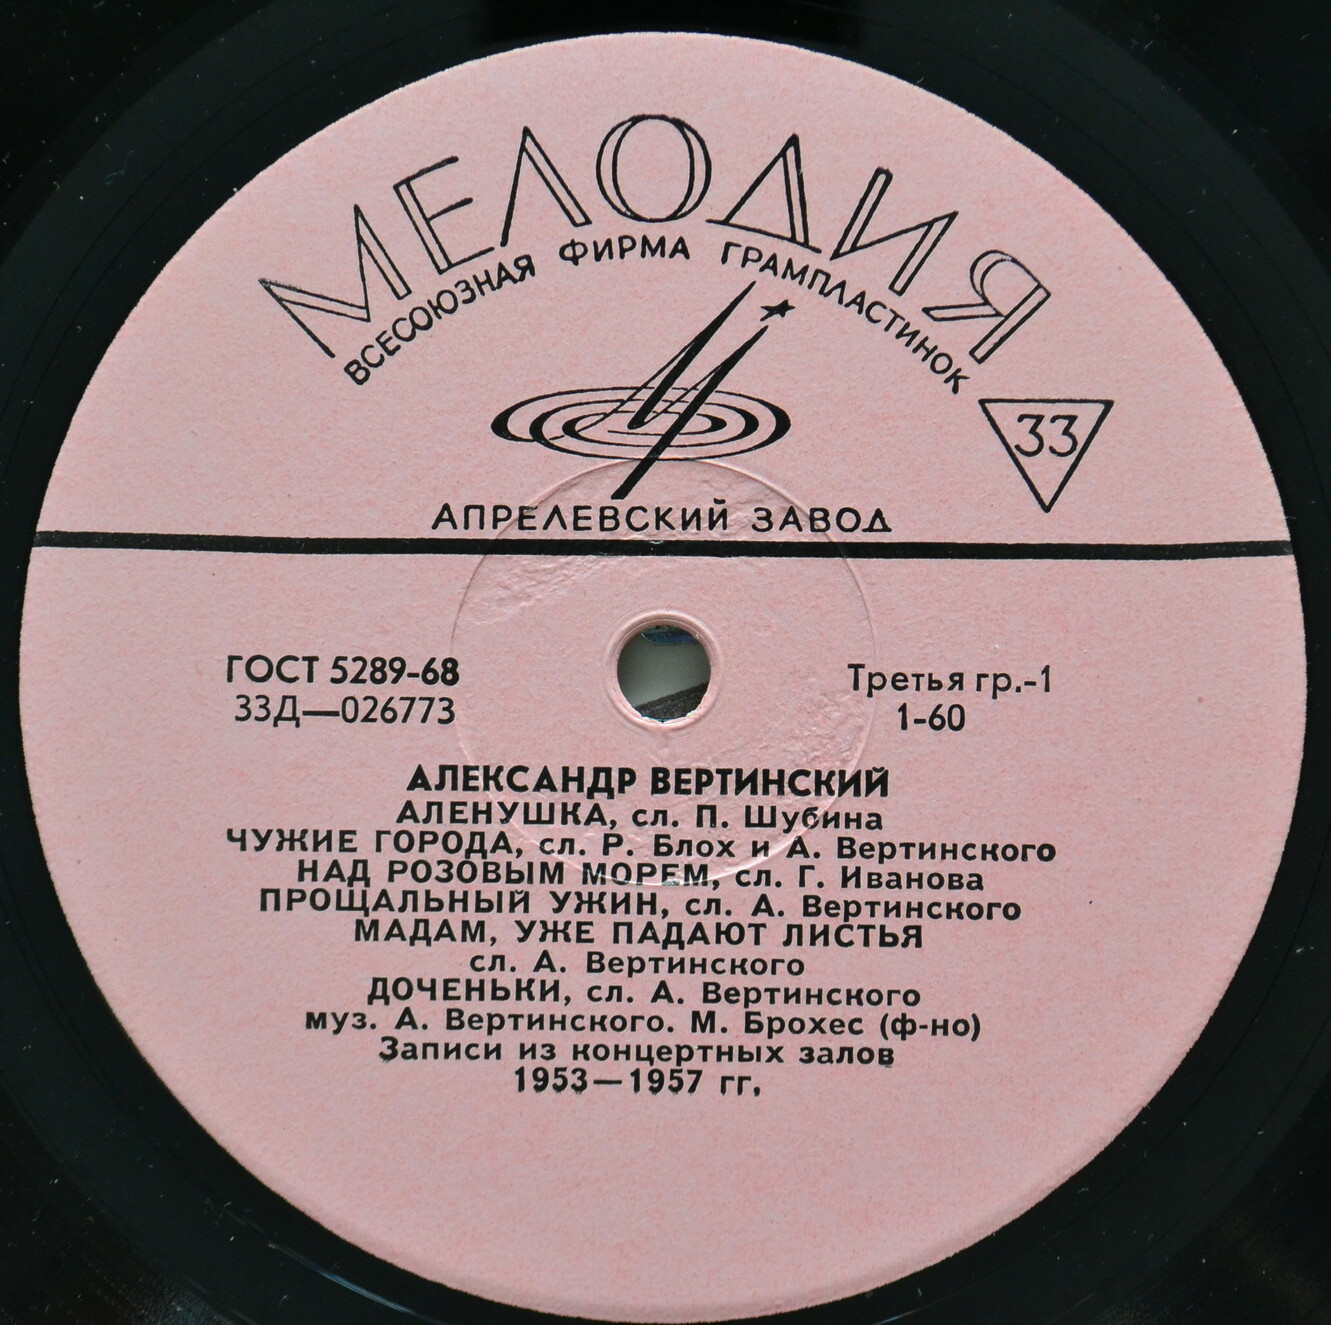 МЕЛОДИЯ
ВСЕСОЮЗНАЯ ФИРМА ГРАМПЛАСТИНОК
33
АПРЕЛЕВСКИЙ ЗАВОД
ГОСТ 5289-68
33Д—026773
Третья гр.-1
1-60
АЛЕКСАНДР ВЕРТИНСКИЙ
АЛЕНУШКА, сл. П. Шубина
ЧУЖИЕ ГОРОДА, сл. Р. Блох и А. Вертинского
НАД РОЗОВЫМ МОРЕМ, сл. Г. Иванова
ПРОЩАЛЬНЫЙ УЖИН, сл. А. Вертинского
МАДАМ, УЖЕ ПАДАЮТ ЛИСТЬЯ
сл. А. Вертинского
ДОЧЕНЬКИ, сл. А. Вертинского
муз. А. Вертинского. М. Брохес (ф-но)
Записи из концертных залов
1953—1957 гг.